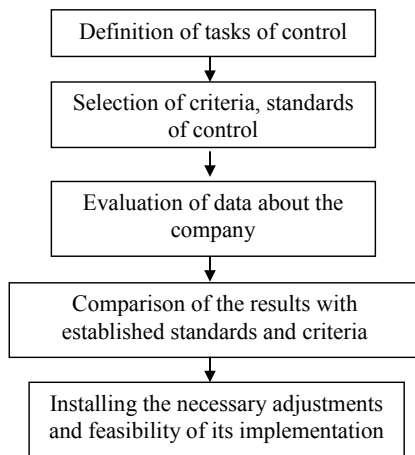 Definition of tasks of control
Selection of criteria, standards
of control
Evaluation of data about the
company
Comparison of the results with
established standards and criteria
Installing the necessary adjustments
and feasibility of its implementation